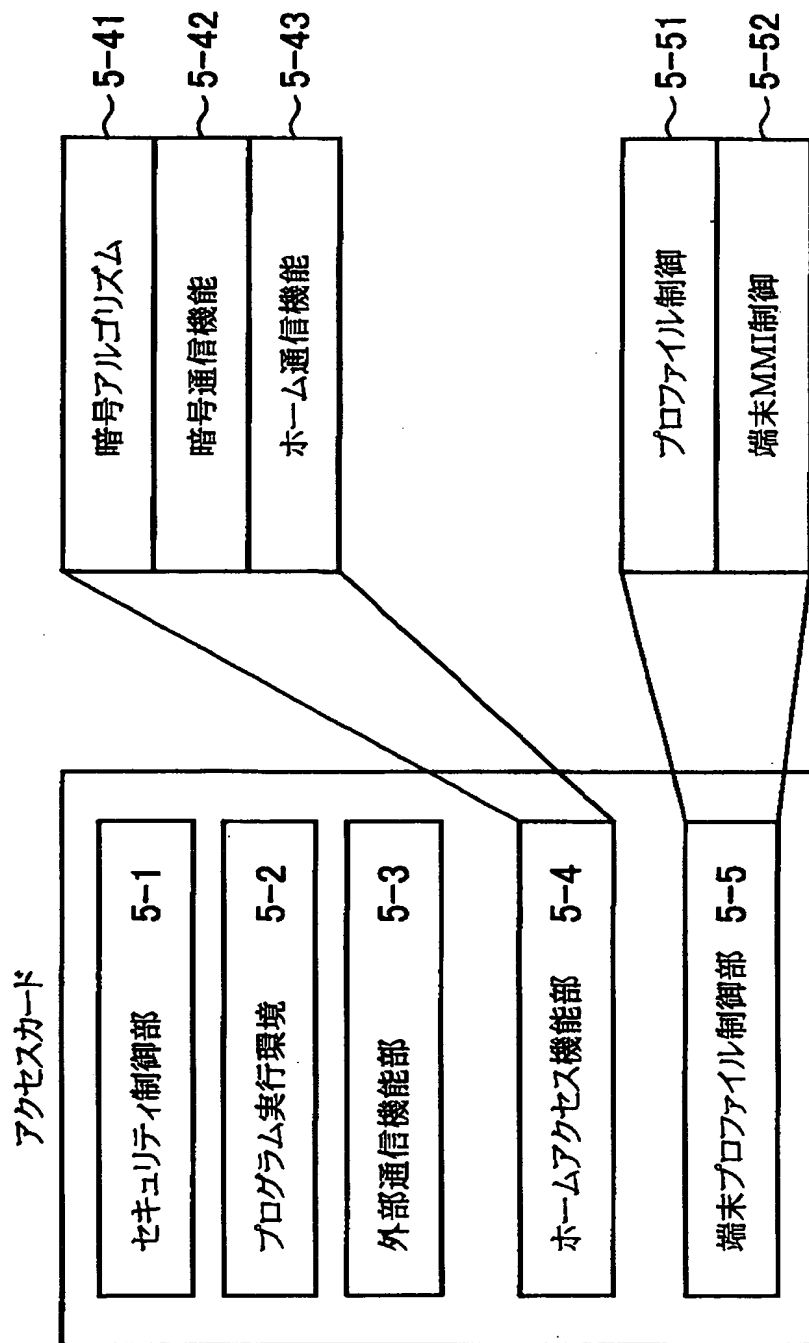 アクセスカード
セキュリティ制御部 5-1
プログラム実行環境 5-2
外部通信機能部 5-3
ホームアクセス機能部 5-4
端末プロファイル制御部 5-5
暗号アルゴリズム 5-41
暗号通信機能 5-42
ホーム通信機能 5-43
プロファイル制御 5-51
端末MMI制御 5-52